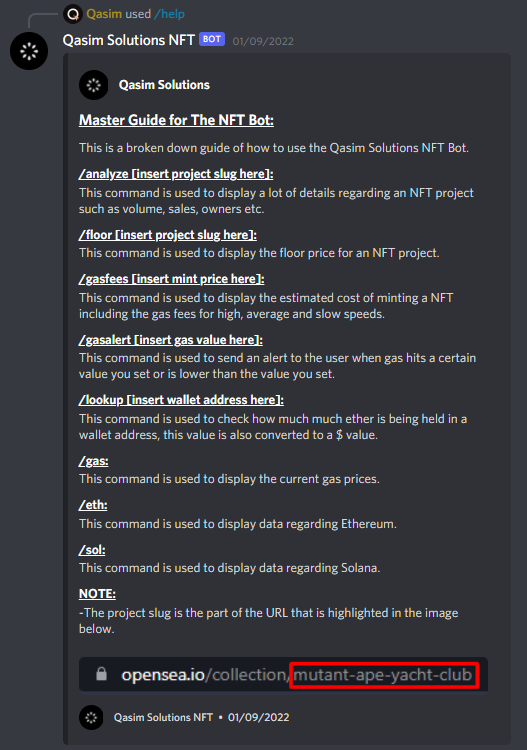 Qasim used /help
Qasim Solutions NFT BOT 01/09/2022
Qasim Solutions
Master Guide for The NFT Bot:
This is a broken down guide of how to use the Qasim Solutions NFT Bot.
/analyze [insert project slug here]:
This command is used to display a lot of details regarding an NFT project
such as volume, sales, owners etc.
/floor [insert project slug here]:
This command is used to display the floor price for an NFT project.
/gasfees [insert mint price here]:
This command is used to display the estimated cost of minting a NFT
including the gas fees for high, average and slow speeds.
/gasalert [insert gas value here]:
This command is used to send an alert to the user when gas hits a certain
value you set or is lower than the value you set.
/lookup [insert wallet address here]:
This command is used to check how much much ether is being held in a
wallet address, this value is also converted to a $ value.
/gas:
This command is used to display the current gas prices.
/eth:
This command is used to display data regarding Ethereum.
/sol:
This command is used to display data regarding Solana.
NOTE:
-The project slug is the part of the URL that is highlighted in the image
below.
opensea.io/collection/mutant-ape-yacht-club
Qasim Solutions NFT • 01/09/2022